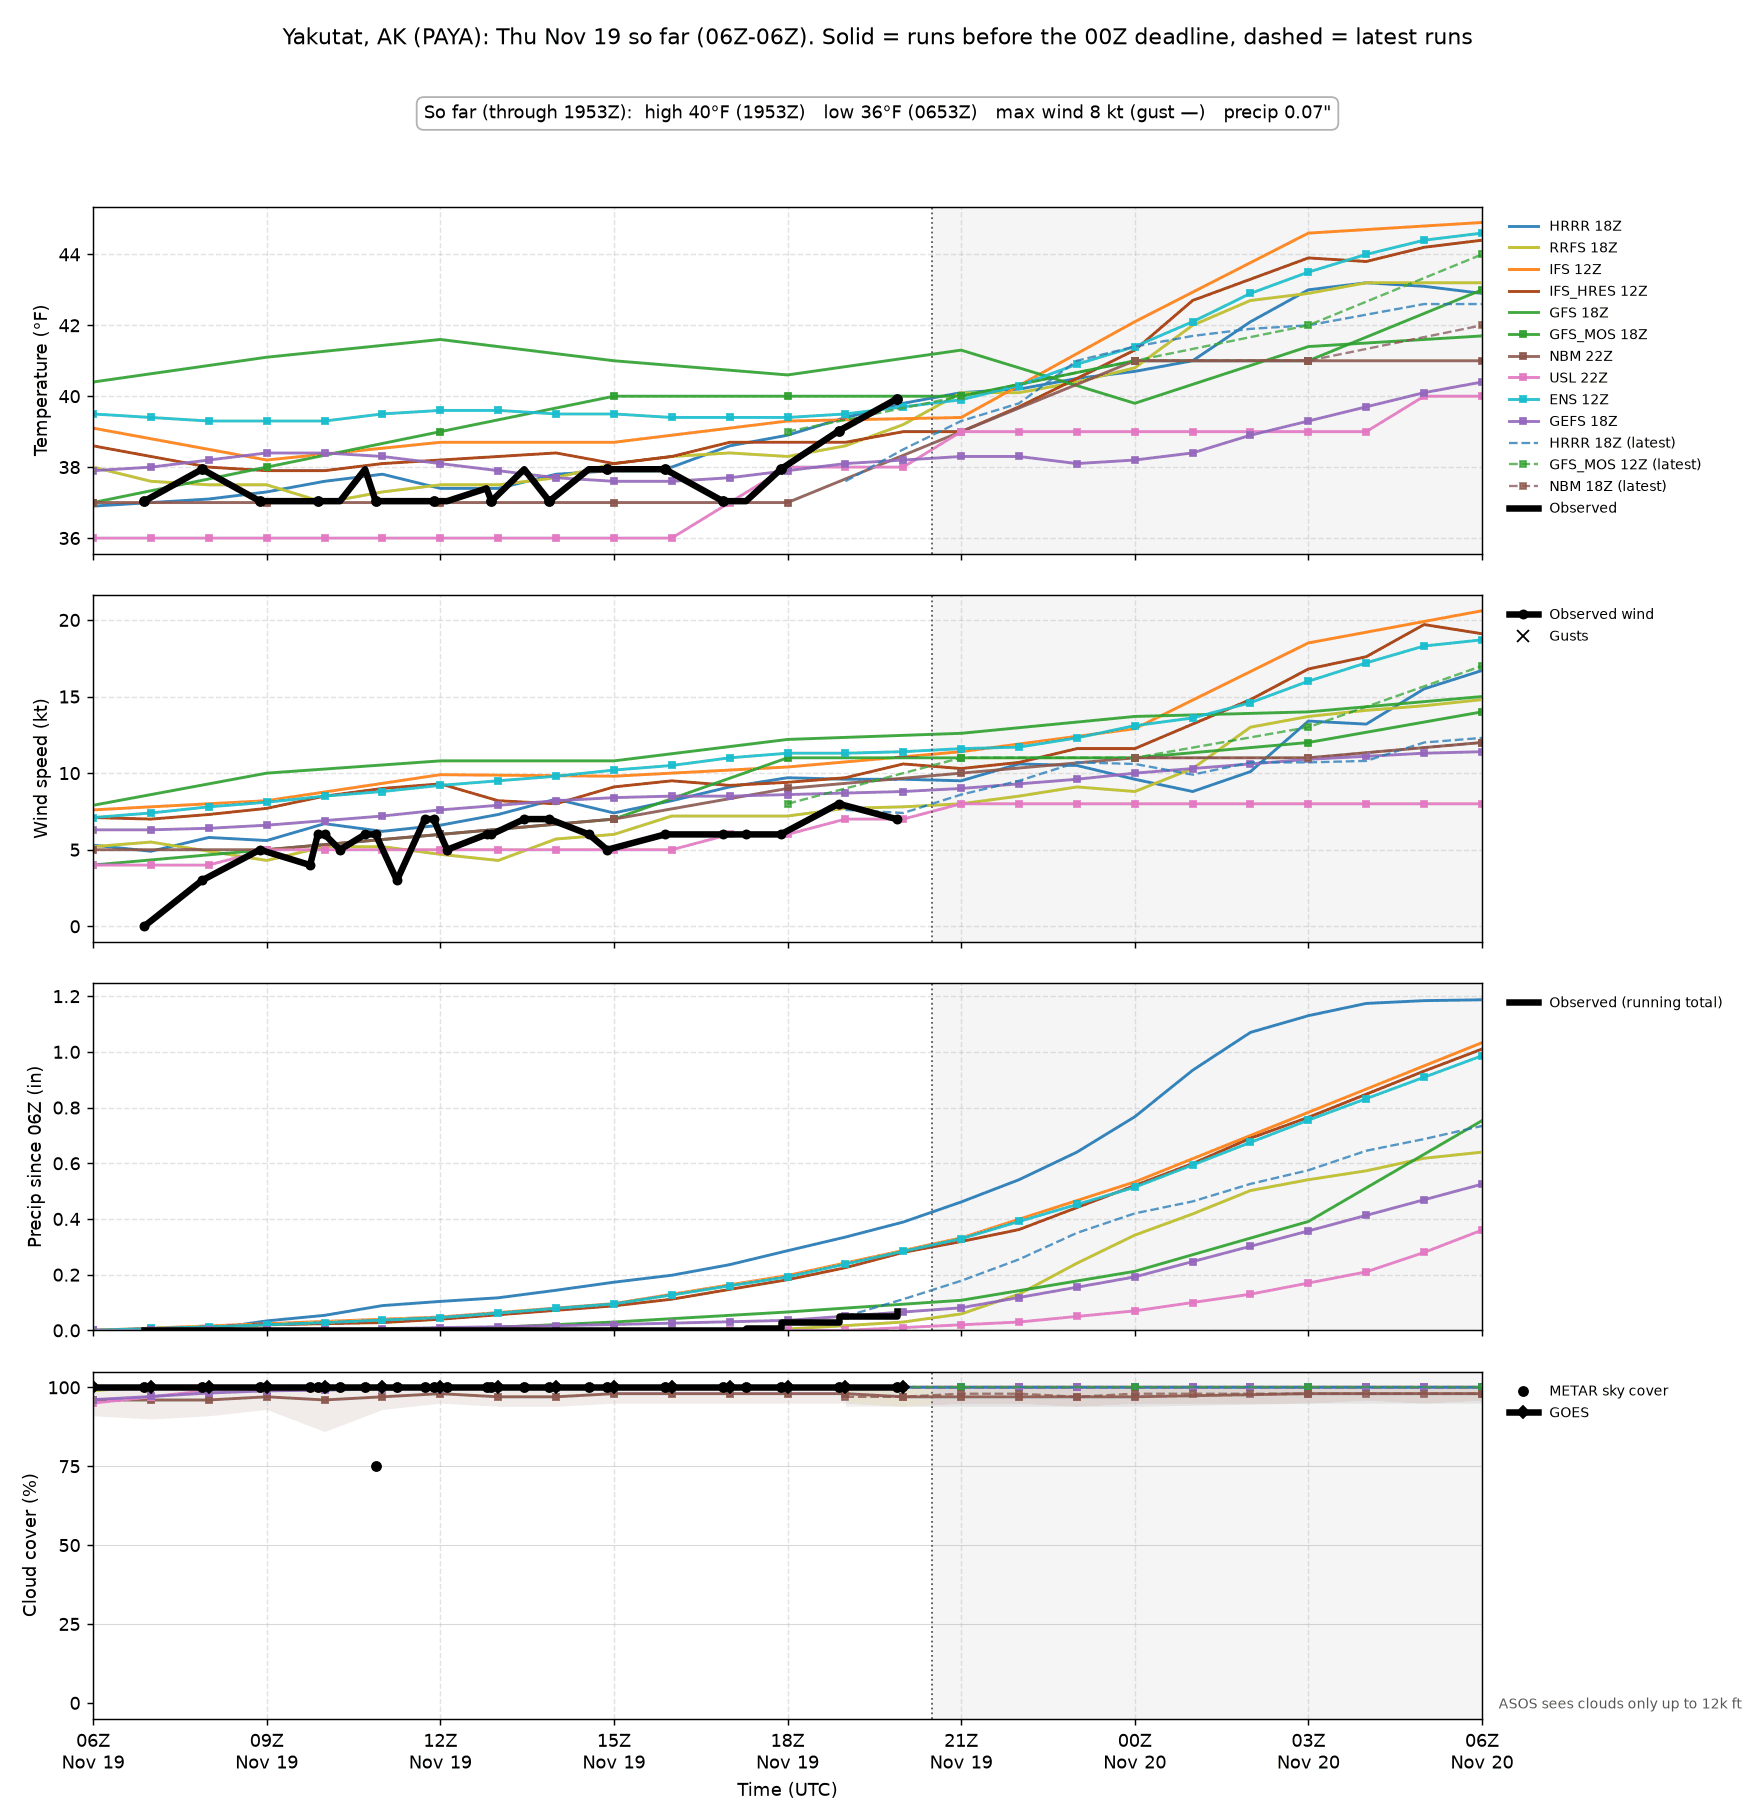 Yakutat, AK (PAYA): Thu Nov 19 so far (06Z-06Z). Solid = runs before the 00Z deadline, dashed = latest runs
So far (through 1953Z):  high 40°F (1953Z)   low 36°F (0653Z)   max wind 8 kt (gust —)   precip 0.07"
Temperature (°F)
44
42
40
38
36
HRRR 18Z
RRFS 18Z
IFS 12Z
IFS_HRES 12Z
GFS 18Z
GFS_MOS 18Z
NBM 22Z
USL 22Z
ENS 12Z
GEFS 18Z
HRRR 18Z (latest)
GFS_MOS 12Z (latest)
NBM 18Z (latest)
Observed
Wind speed (kt)
20
15
10
5
0
Observed wind
Gusts
Precip since 06Z (in)
1.2
1.0
0.8
0.6
0.4
0.2
0.0
Observed (running total)
Cloud cover (%)
100
75
50
25
0
METAR sky cover
GOES
ASOS sees clouds only up to 12k ft
06Z 09Z 12Z 15Z 18Z 21Z 00Z 03Z 06Z
Nov 19 Nov 19 Nov 19 Nov 19 Nov 19 Nov 19 Nov 20 Nov 20 Nov 20
Time (UTC)